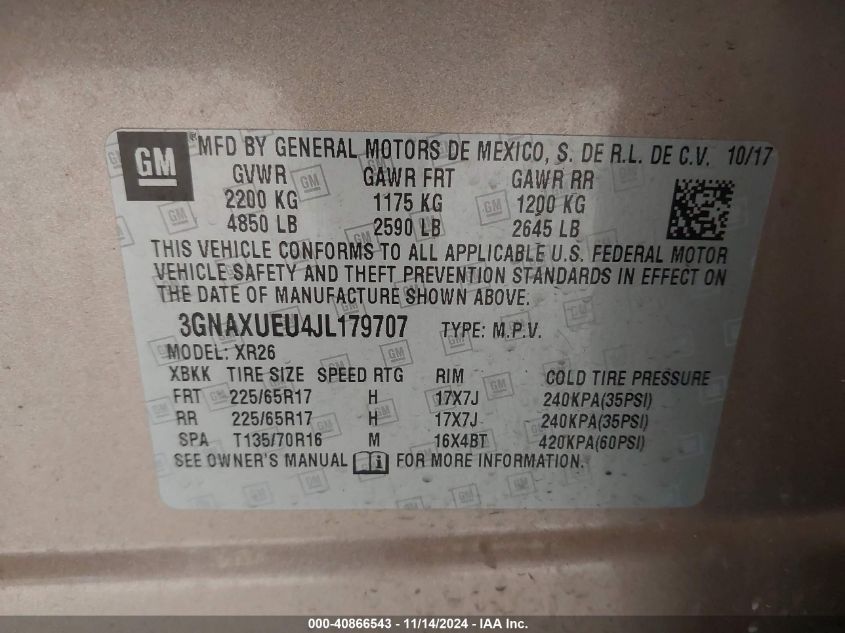 GM ® MFD BY GENERAL MOTORS DE MEXICO, S. DE R.L. DE C.V. 10/17
GVWR GAWR FRT GAWR RR
2200 KG 1175 KG 1200 KG
4850 LB 2590 LB 2645 LB
THIS VEHICLE CONFORMS TO ALL APPLICABLE U.S. FEDERAL MOTOR
VEHICLE SAFETY AND THEFT PREVENTION STANDARDS IN EFFECT ON
THE DATE OF MANUFACTURE SHOWN ABOVE.
3GNAXUEU4JL179707 TYPE: M.P.V.
MODEL: XR26
XBKK TIRE SIZE SPEED RTG RIM COLD TIRE PRESSURE
FRT 225/65R17 H 17X7J 240KPA(35PSI)
RR 225/65R17 H 17X7J 240KPA(35PSI)
SPA T135/70R16 M 16X4BT 420KPA(60PSI)
SEE OWNER'S MANUAL FOR MORE INFORMATION.
000-40866543 - 11/14/2024 - IAA Inc.